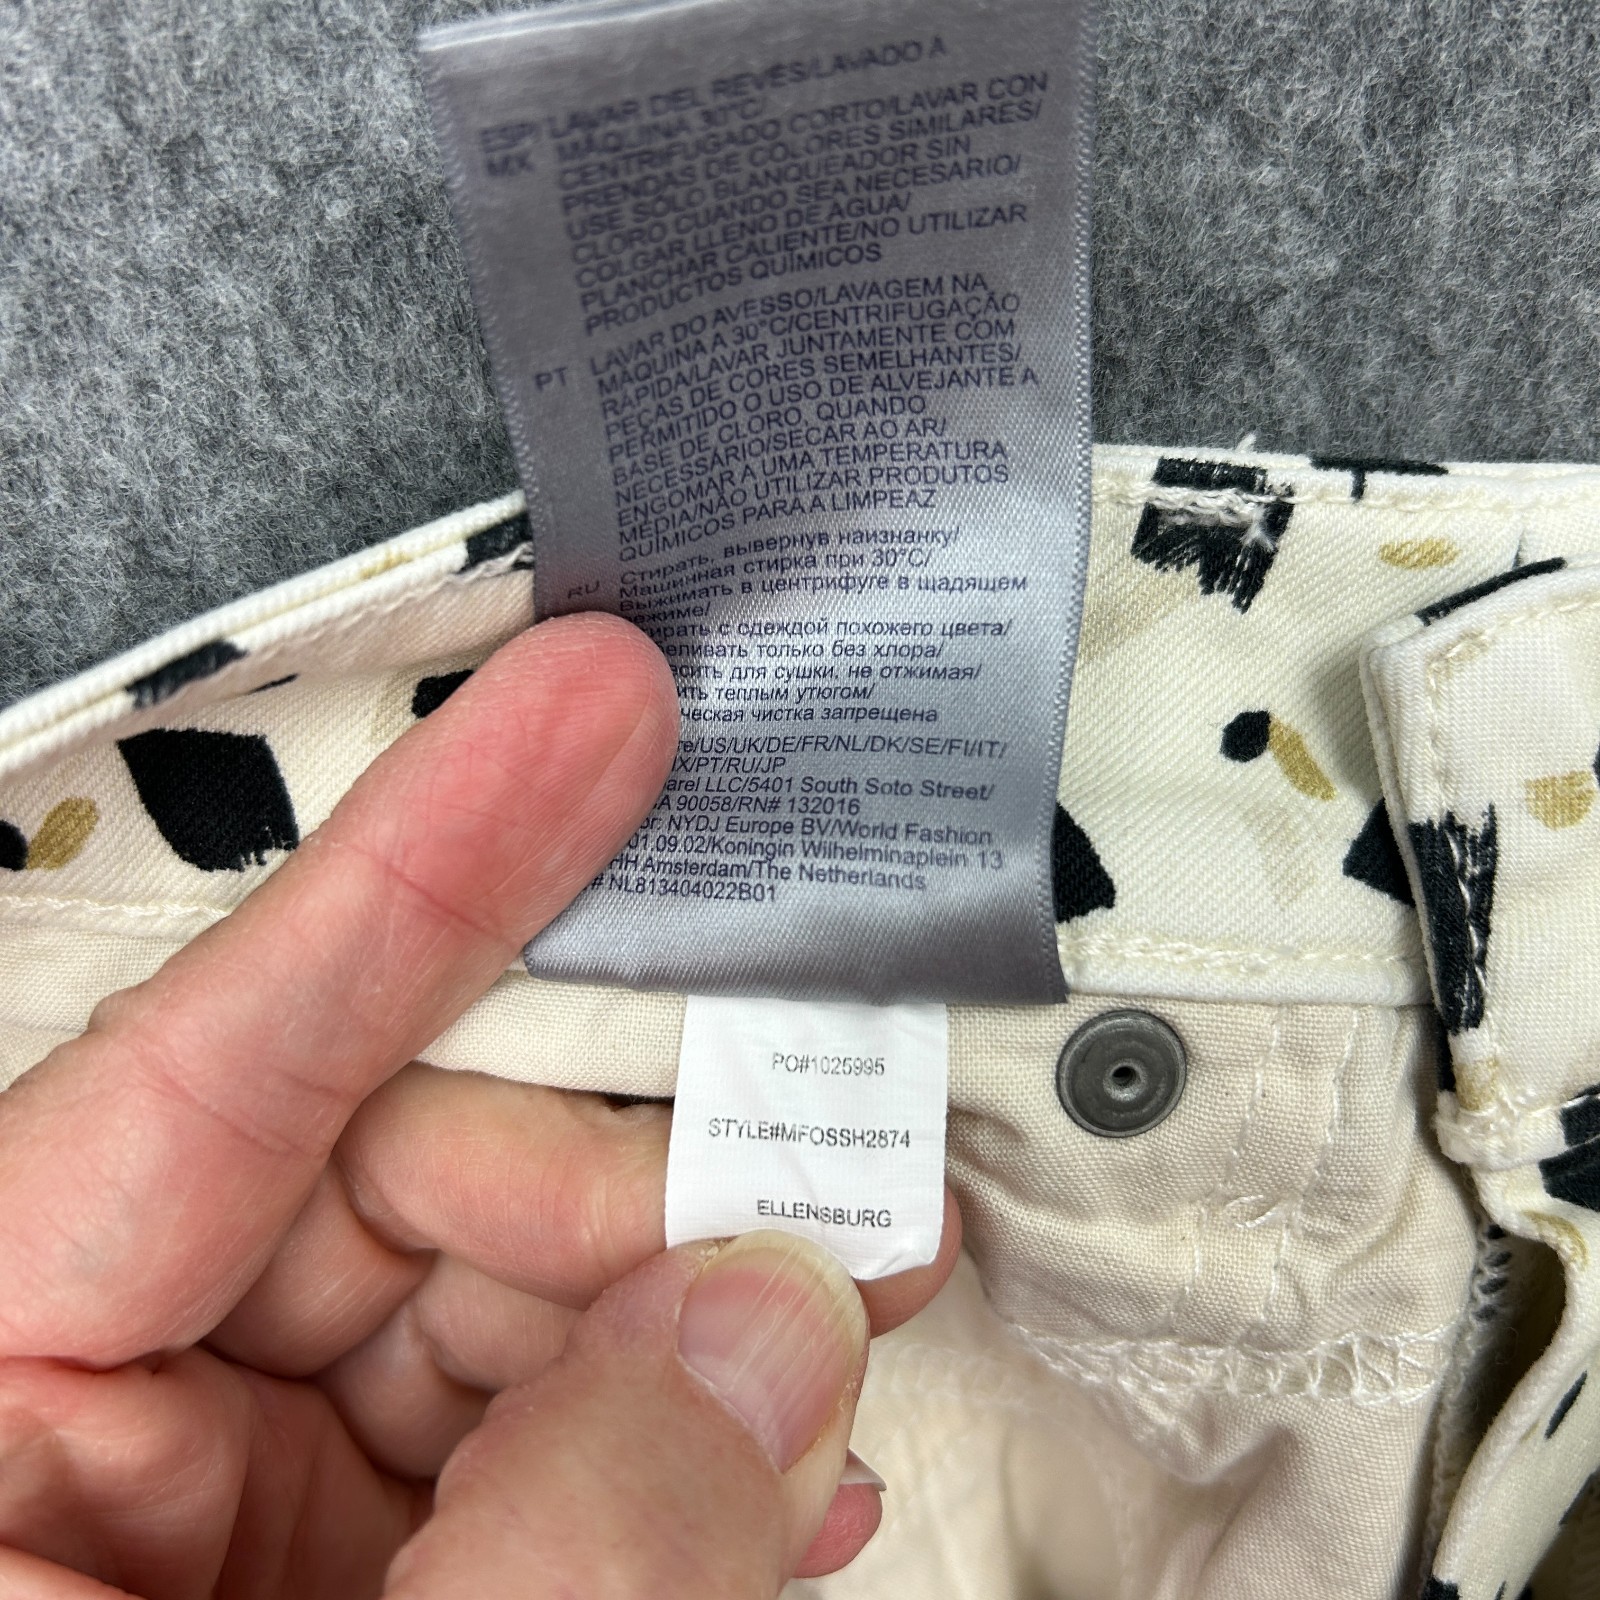 ESP/ LAVAR DEL REVÉS/LAVADO A
MX MÁQUINA 30°C/
CENTRIFUGADO CORTO/LAVAR CON
PRENDAS DE COLORES SIMILARES/
USE SÓLO BLANQUEADOR SIN
CLORO CUANDO SEA NECESARIO/
COLGAR LLENO DE AGUA/
PLANCHAR CALIENTE/NO UTILIZAR
PRODUCTOS QUÍMICOS
PT LAVAR DO AVESSO/LAVAGEM NA
MÁQUINA A 30°C/CENTRIFUGAÇÃO
RÁPIDA/LAVAR JUNTAMENTE COM
PEÇAS DE CORES SEMELHANTES/
PERMITIDO O USO DE ALVEJANTE A
BASE DE CLORO, QUANDO
NECESSÁRIO/SECAR AO AR/
ENGOMAR A UMA TEMPERATURA
MÉDIA/NÃO UTILIZAR PRODUTOS
QUÍMICOS PARA A LIMPEAZ
RU Стирать, вывернув наизнанку/
Машинная стирка при 30°C/
Выжимать в центрифуге в щадящем
режиме/
с одеждой похожего цвета/
только без хлора/
для сушки, не отжимая/
теплым утюгом/
чистка запрещена
/US/UK/DE/FR/NL/DK/SE/FI/IT/
/PT/RU/JP
LLC/5401 South Soto Street/
90058/RN# 132016
NYDJ Europe BV/World Fashion
01.09.02/Koningin Wilhelminaplein 13
HH Amsterdam/The Netherlands
# NL813404022B01
PO#1025995
STYLE#MFOSSH2874
ELLENSBURG